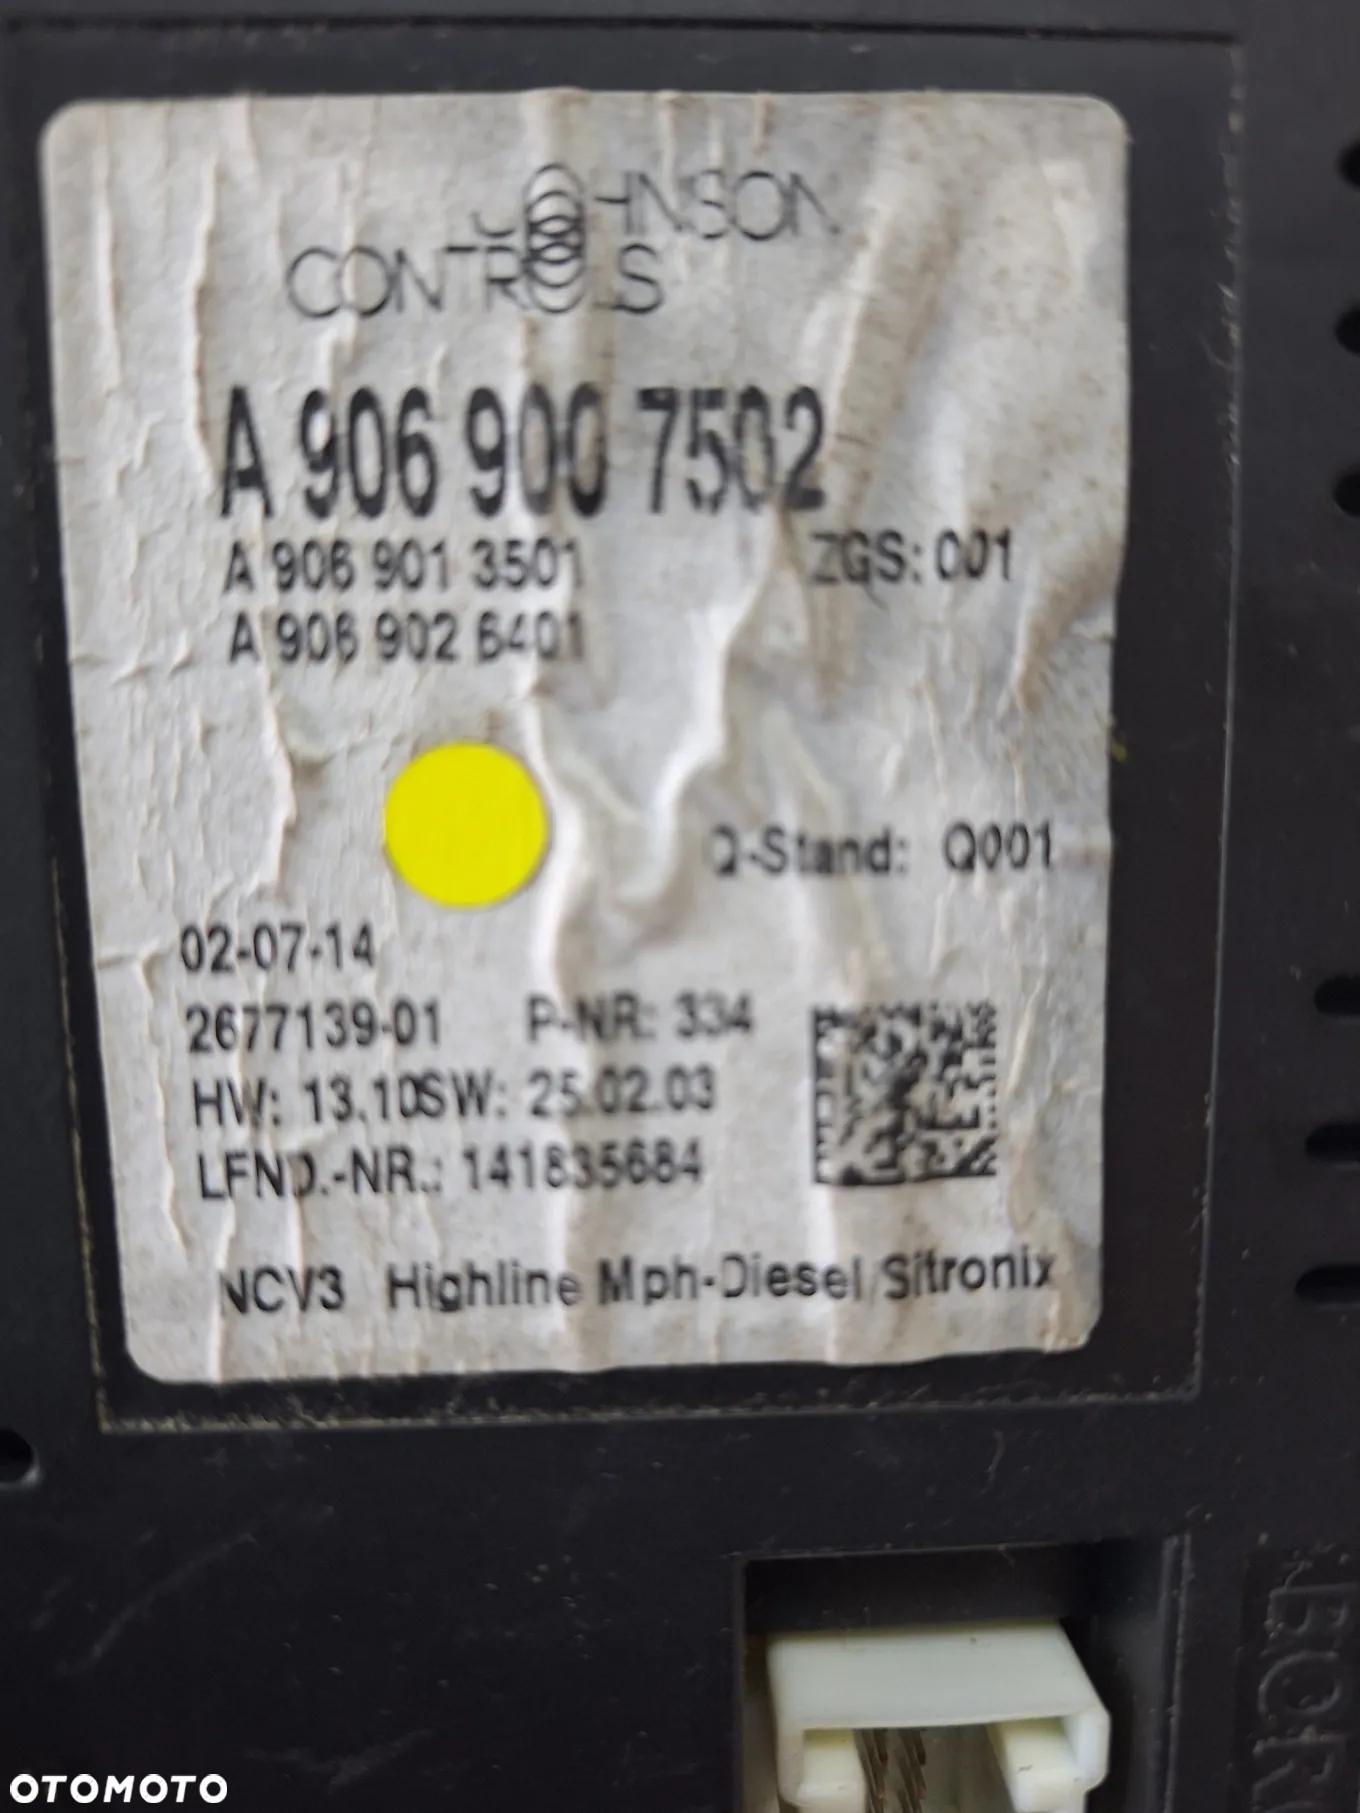 JOHNSON
CONTROLS
A 906 900 7502
A 906 901 3501 ZGS: 001
A 906 902 6401
Q-Stand: Q001
02-07-14
2677139-01 P-NR: 334
HW: 13.10SW: 25.02.03
LFND.-NR.: 141835684
NCV3 Highline Mph-Diesel/Sitronix
OTOMOTO